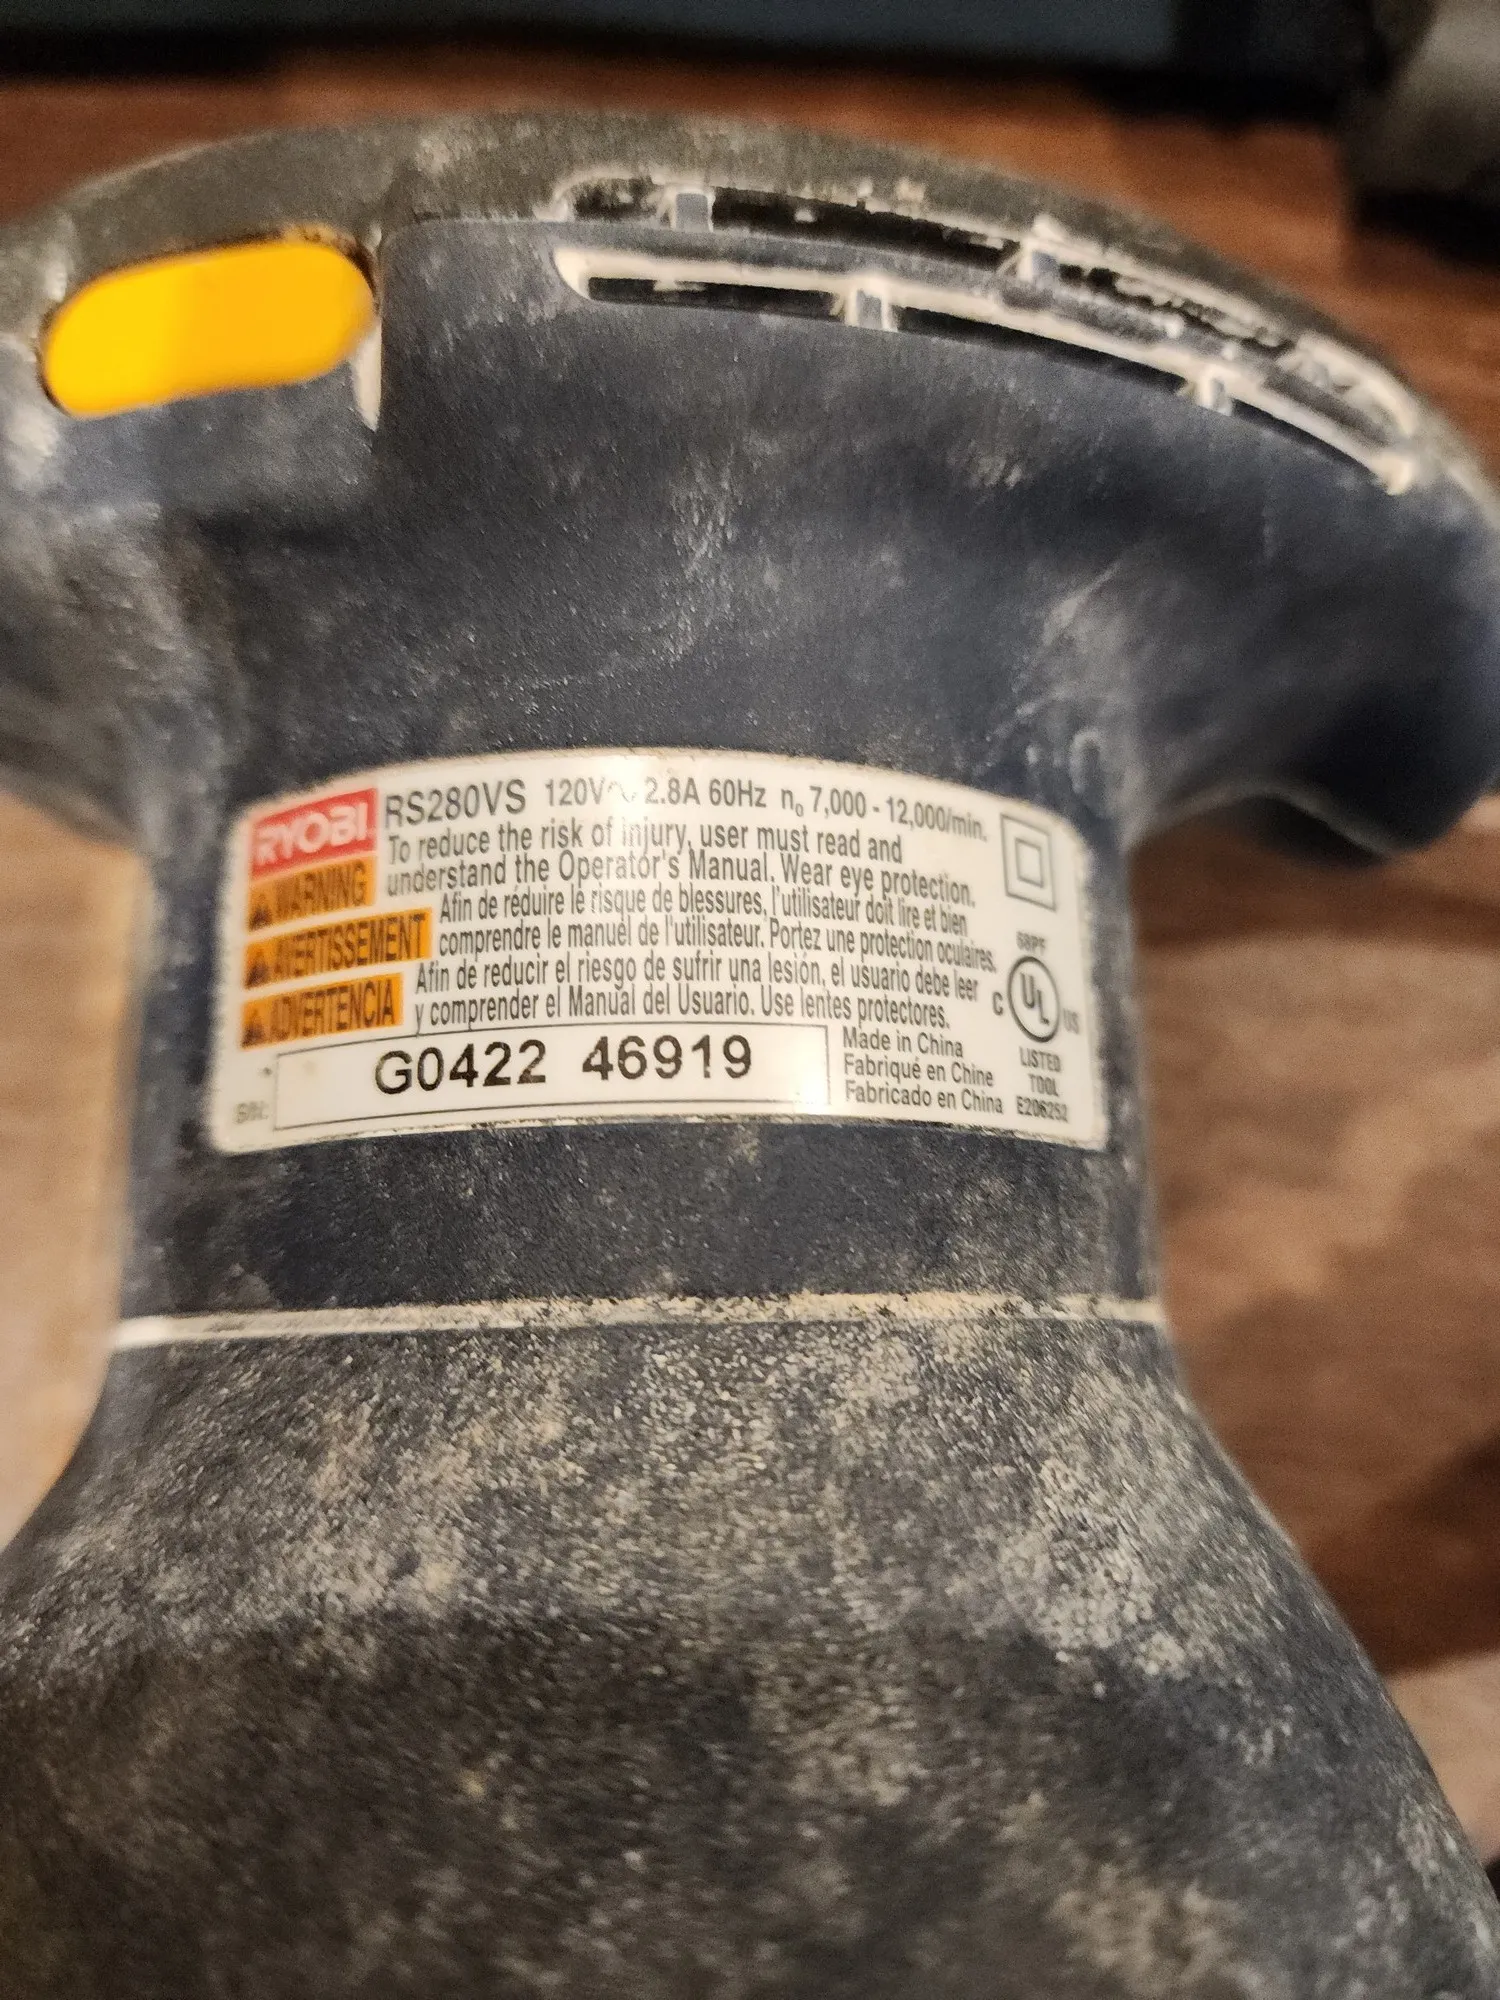 RYOBI RS280VS 120V~ 2.8A 60Hz n₀ 7,000 - 12,000/min.
WARNING To reduce the risk of injury, user must read and
understand the Operator's Manual. Wear eye protection.
AVERTISSEMENT Afin de réduire le risque de blessures, l'utilisateur doit lire et bien
comprendre le manuel de l'utilisateur. Portez une protection oculaires.
ADVERTENCIA Afin de reducir el riesgo de sufrir una lesión, el usuario debe leer
y comprender el Manual del Usuario. Use lentes protectores.
G0422 46919
Made in China
Fabriqué en Chine
Fabricado en China
68PF
C UL US
LISTED
TOOL
E206252